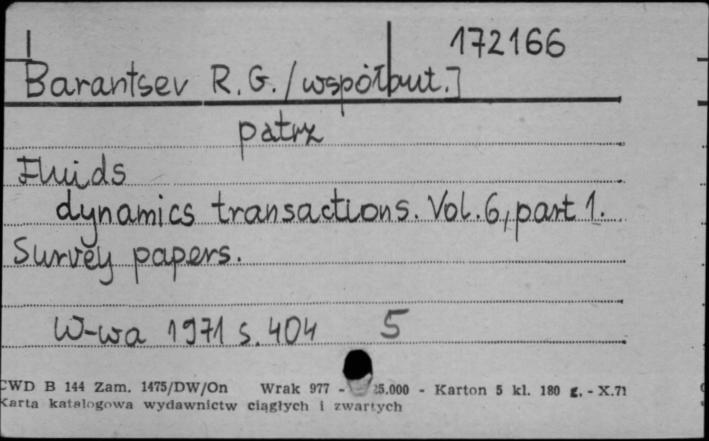 172166
Barantsev R.G. /współaut.]
patrz
Fluids
dynamics transactions. Vol.6, part 1.
Survey papers.
W-wa 1971 s. 404 5
CWD B 144 Zam. 1475/DW/On Wrak 977 - 25.000 - Karton 5 kl. 180 g. - X.71
Karta katalogowa wydawnictw ciągłych i zwartych